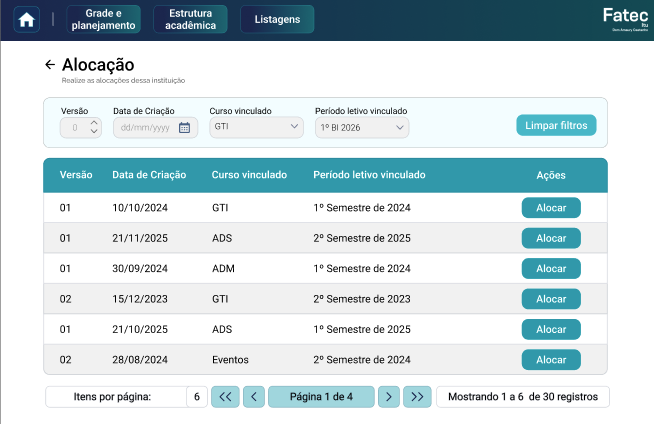 Grade e
planejamento
Estrutura
acadêmica
Listagens
Fatec
Itu
Dom Amaury Castanho
Alocação
Realize as alocações dessa instituição
Versão Data de Criação Curso vinculado Período letivo vinculado
0 dd/mm/yyyy GTI 1º BI 2026 Limpar filtros
Versão Data de Criação Curso vinculado Período letivo vinculado Ações
01 10/10/2024 GTI 1º Semestre de 2024 Alocar
01 21/11/2025 ADS 2º Semestre de 2025 Alocar
01 30/09/2024 ADM 1º Semestre de 2024 Alocar
02 15/12/2023 GTI 2º Semestre de 2023 Alocar
01 21/10/2025 ADS 1º Semestre de 2025 Alocar
02 28/08/2024 Eventos 2º Semestre de 2024 Alocar
Itens por página: 6 << < Página 1 de 4 > >> Mostrando 1 a 6 de 30 registros